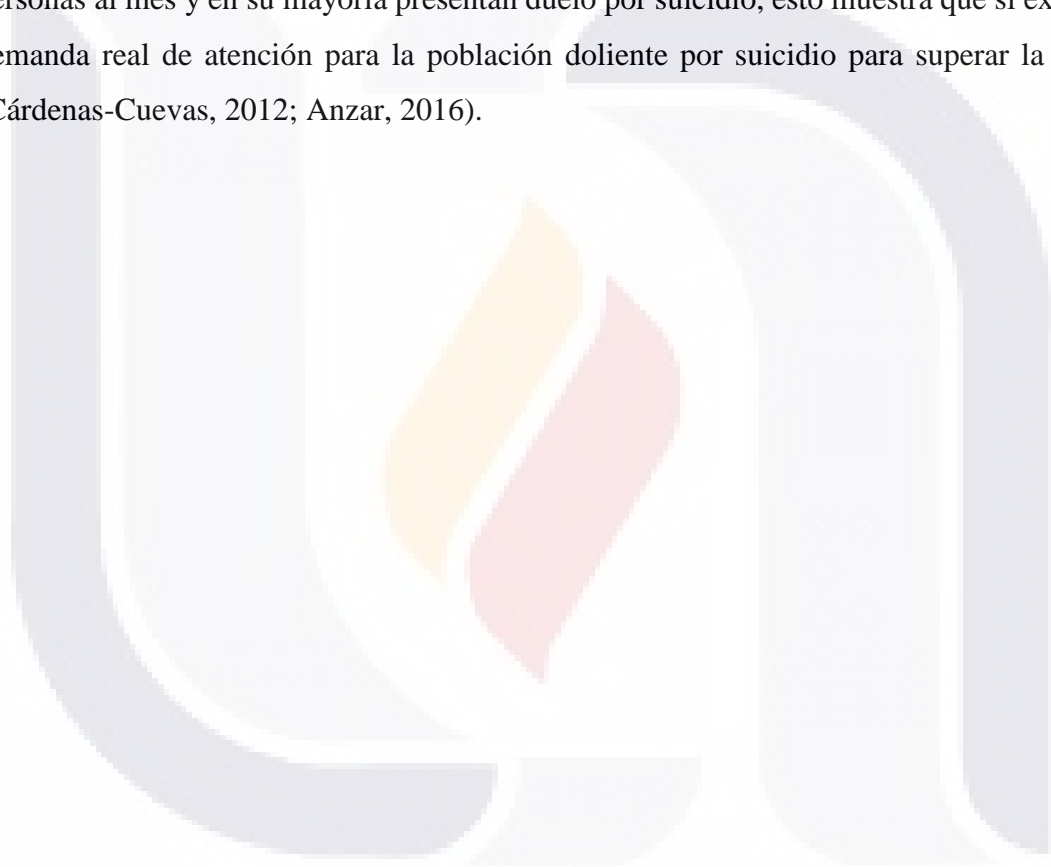 ersonas al mes y en su mayoría presentan duelo por suicidio, esto muestra que si ex
emanda real de atención para la población doliente por suicidio para superar la
Cárdenas-Cuevas, 2012; Anzar, 2016).